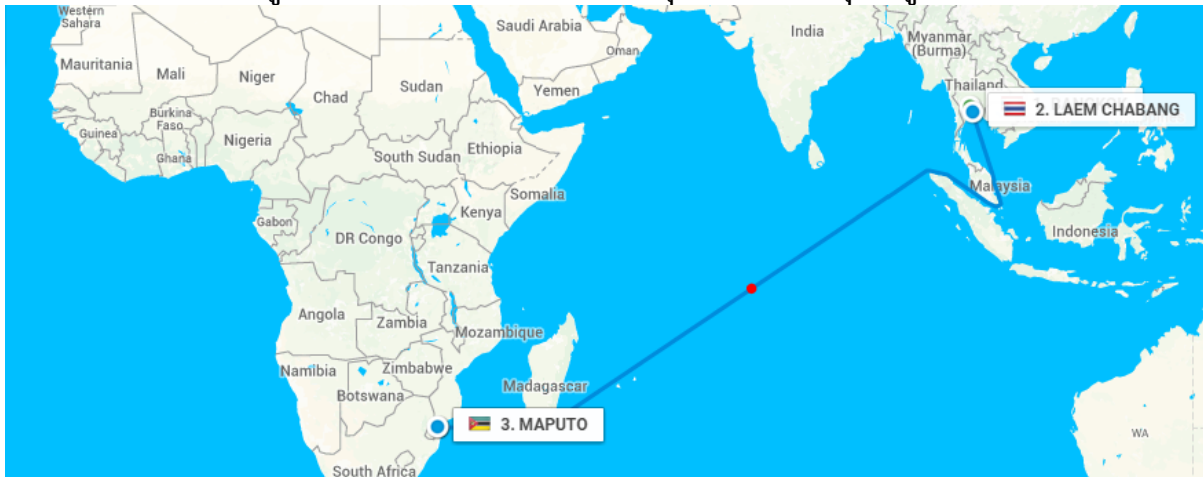 Western
Sahara
Mauritania
Mali
Niger
Chad
Sudan
Saudi Arabia
Oman
Yemen
India
Myanmar
(Burma)
Thailand
2. LAEM CHABANG
Guinea
Burkina
Faso
Ghana
Nigeria
South Sudan
Ethiopia
Somalia
Malaysia
Gabon
DR Congo
Kenya
Indonesia
Tanzania
Angola
Zambia
Mozambique
Namibia
Zimbabwe
Botswana
Madagascar
3. MAPUTO
South Africa
WA